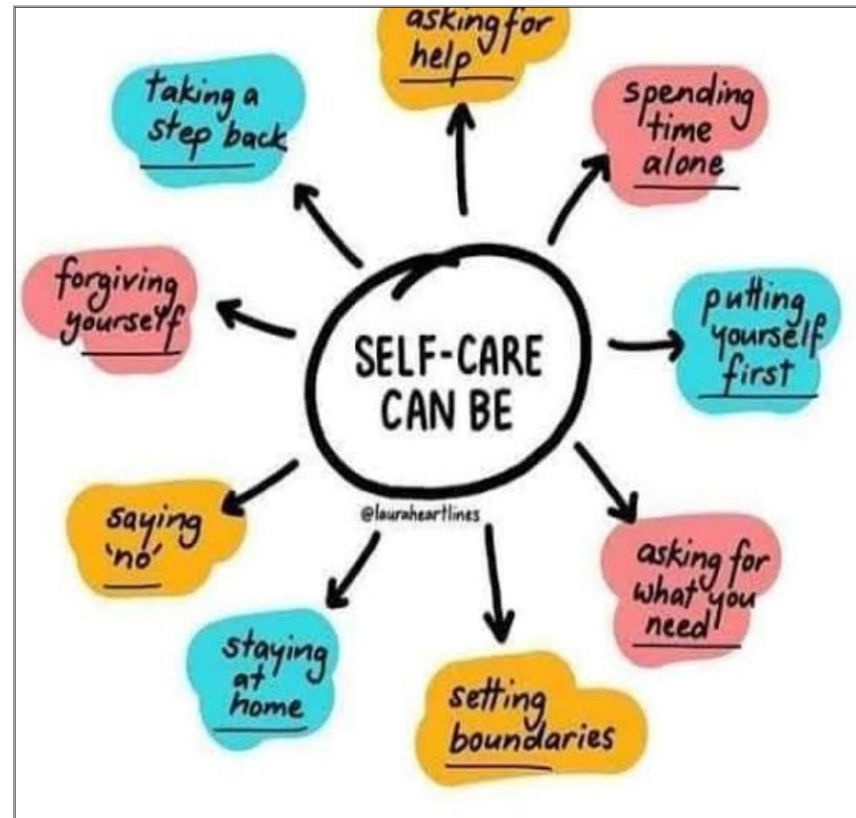 asking for
help
spending
time
alone
putting
yourself
first
asking for
what you
need
setting
boundaries
staying
at
home
saying
'no'
forgiving
yourself
taking a
step back
SELF-CARE
CAN BE
@lauraheartlines